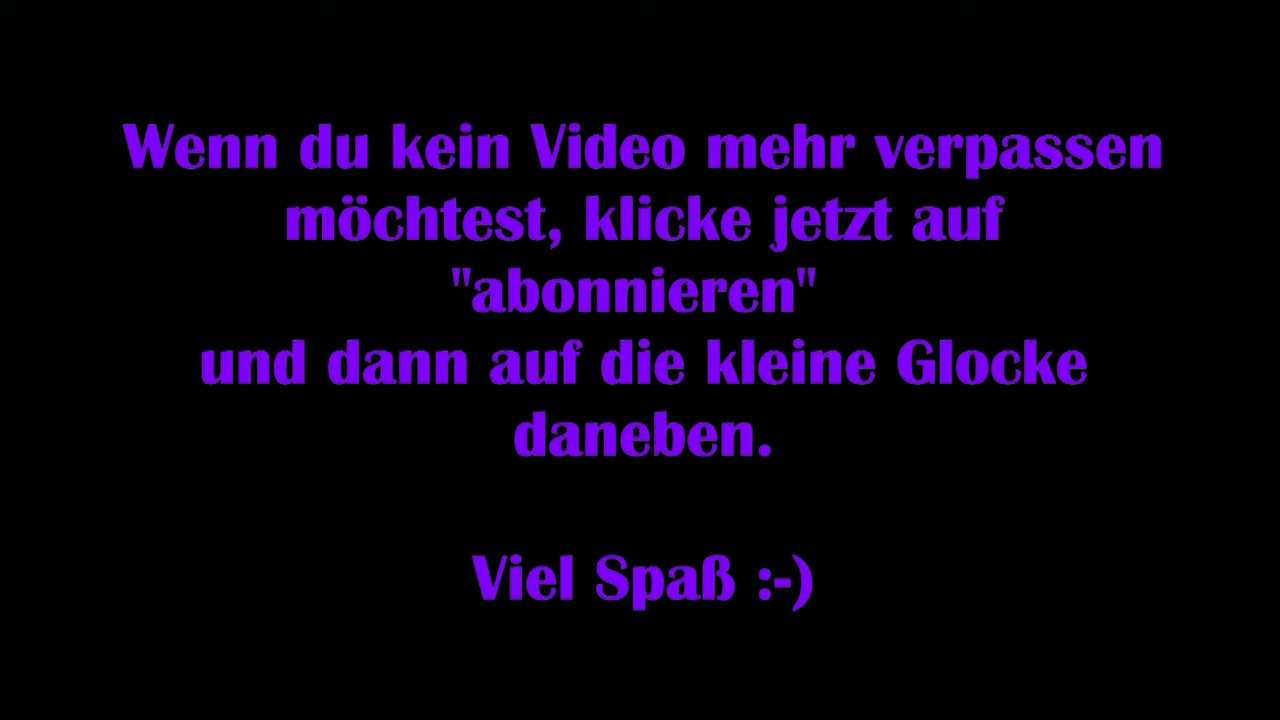 Wenn du kein Video mehr verpassen
möchtest, klicke jetzt auf
"abonnieren"
und dann auf die kleine Glocke
daneben.
Viel Spaß :-)